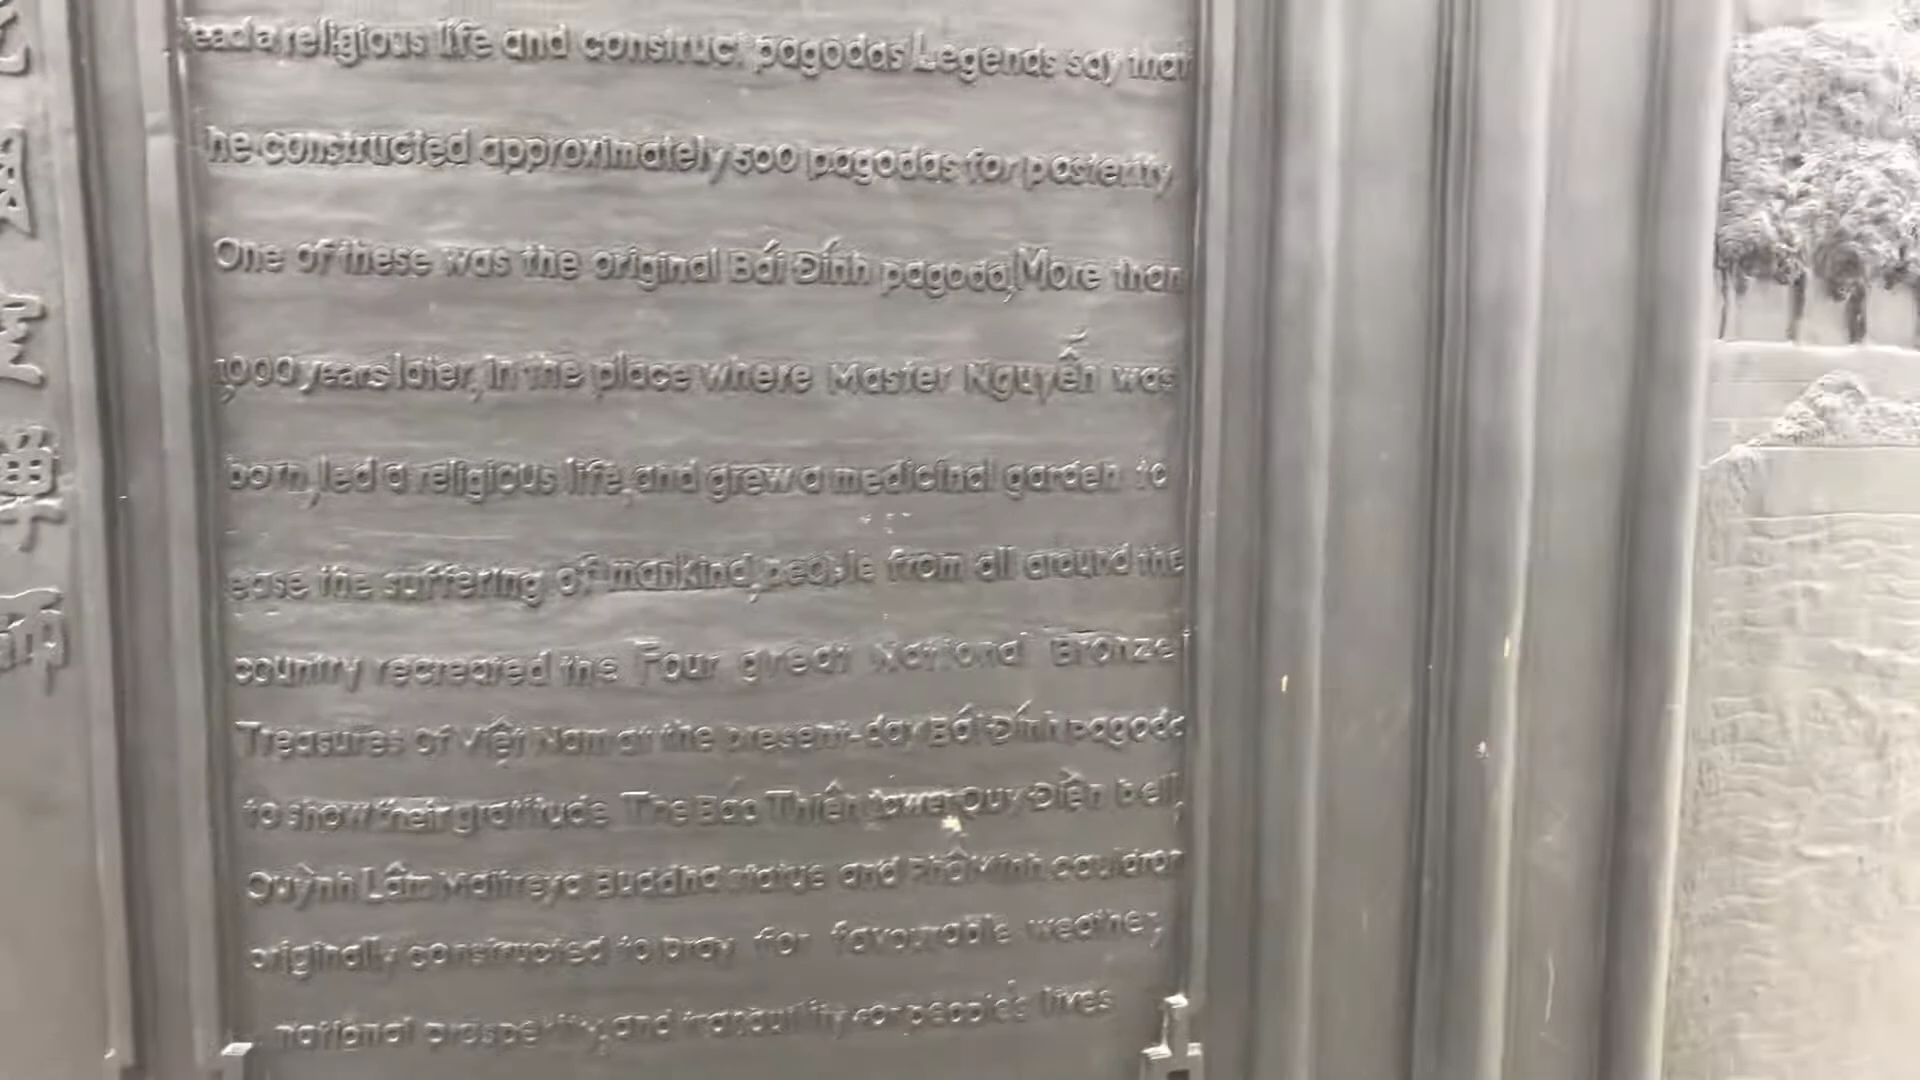 lead a religious life and construct pagodas Legends say that
he constructed approximately 500 pagodas for posterity
One of these was the original Bái Đính pagoda, More than
1000 years later, in the place where Master Nguyễn was
born, led a religious life, and grew a medicinal garden to
ease the suffering of mankind, people from all around the
country recreated the Four great National Bronze
Treasures of Việt Nam at the present-day Bái Đính pagoda
to show their gratitude The Báo Thiên tower, Quy Điền bell,
Quỳnh Lâm Maitreya Buddha statue and Phổ Minh cauldron
originally constructed to pray for favourable weather,
national prosperity, and tranquility for people's lives
禪
師